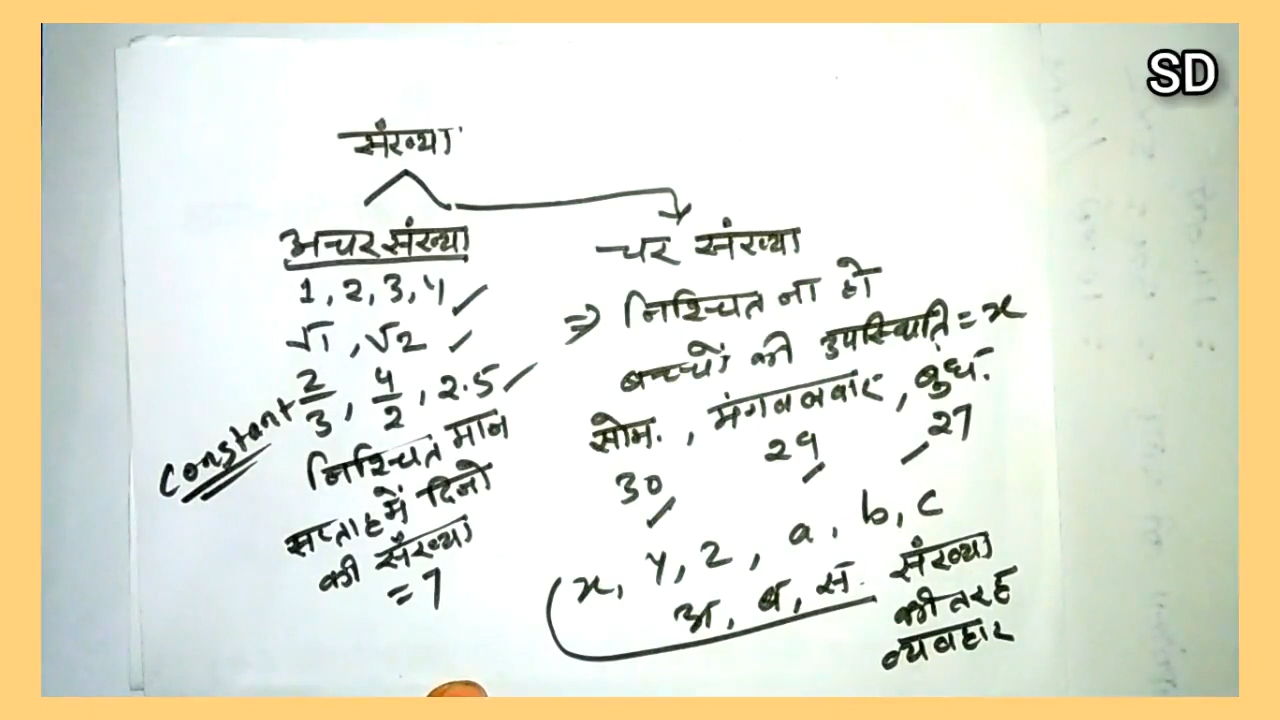 SD
संख्या
अचर संख्या
1, 2, 3, 4
√1, √2
2/3, 4/2, 2.5
Constant
निश्चित मान
सप्ताह में दिनो
की संख्या
= 7
चर संख्या
⇒ निश्चित ना हो
बच्चों की उपस्थिति = x
सोम., मंगलवार, बुध.
30 29 27
x, y, z, a, b, c
अ, ब, स. संख्या
की तरह
व्यवहार